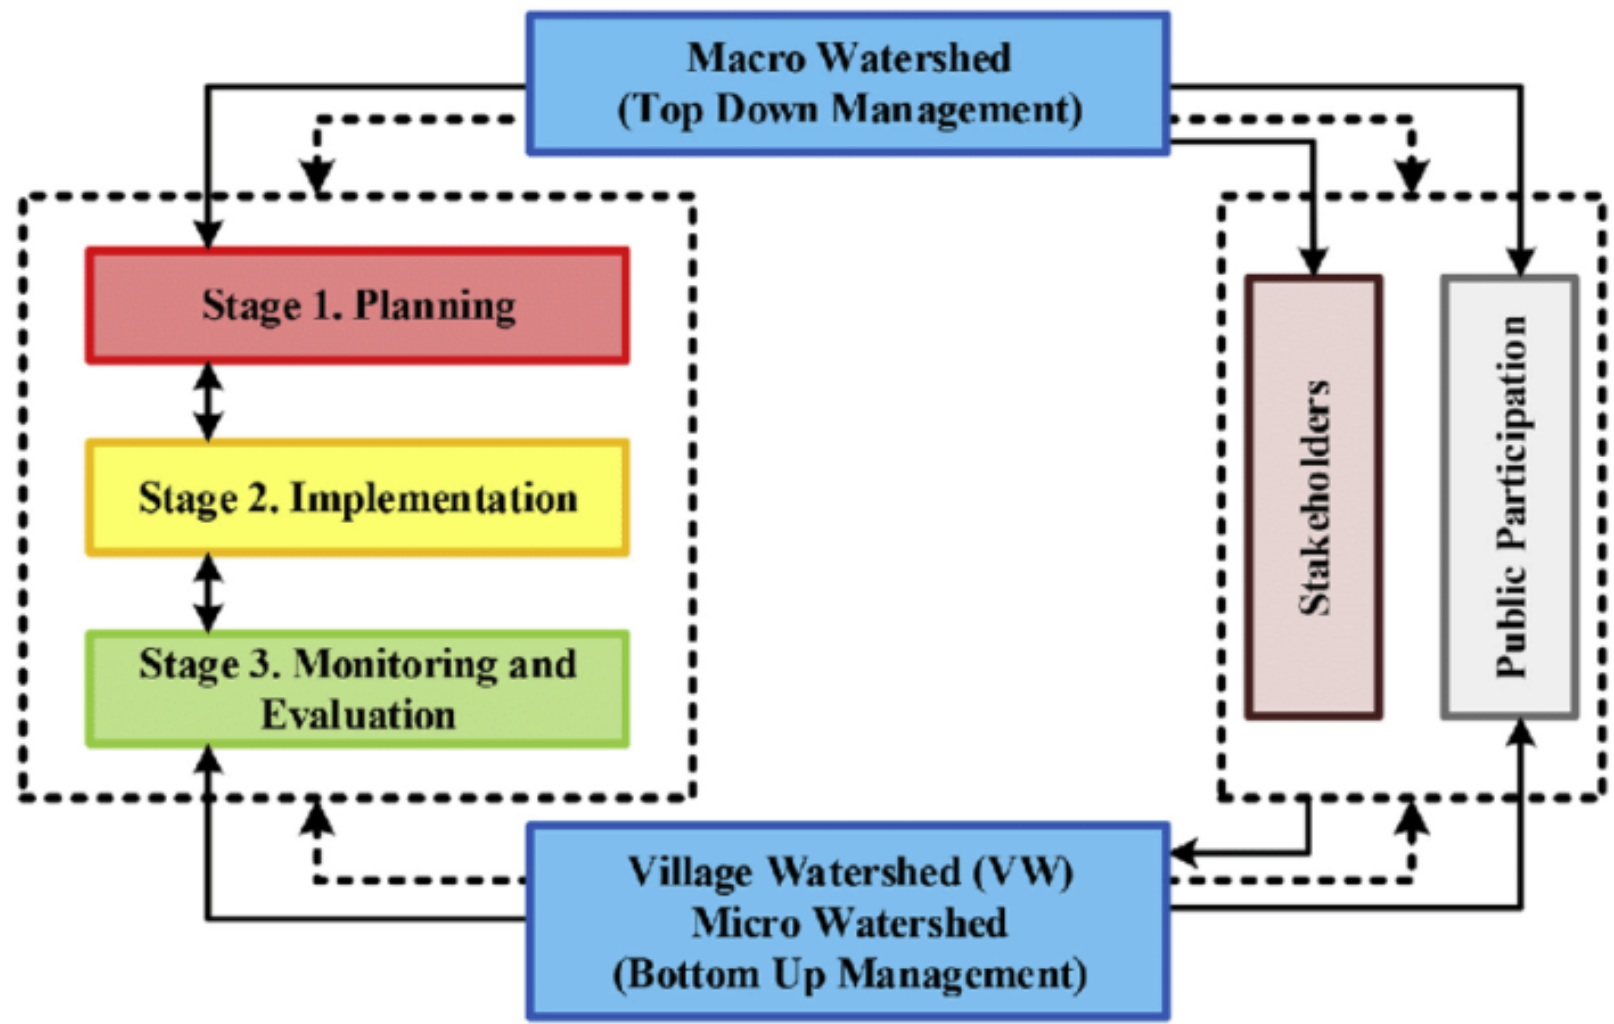 Macro Watershed
(Top Down Management)
Stage 1. Planning
Stage 2. Implementation
Stage 3. Monitoring and
Evaluation
Stakeholders
Public Participation
Village Watershed (VW)
Micro Watershed
(Bottom Up Management)